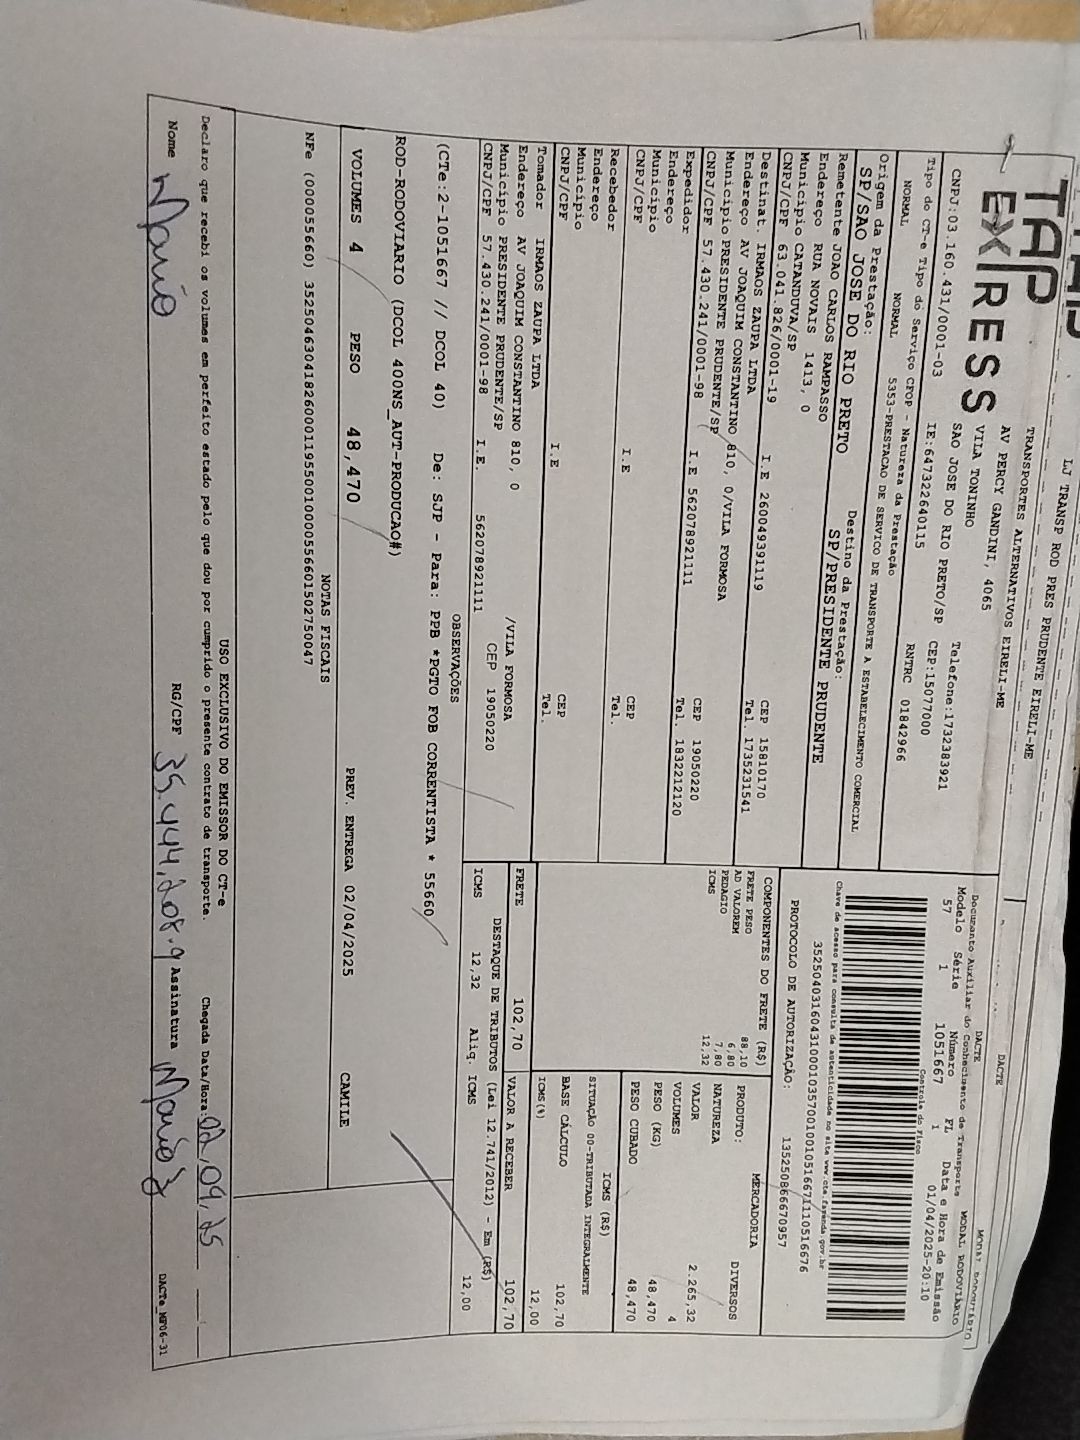 LJ TRANSP ROD PRES PRUDENTE EIRELI-ME
TAP EXPRESS
TRANSPORTES ALTERNATIVOS EIRELI-ME
AV PERCY GANDINI, 4065
VILA TONINHO
SAO JOSE DO RIO PRETO/SP Telefone:1732383921
CNPJ:03.160.431/0001-03 IE:647322640115 CEP:15077000
RNTRC 01842966
Tipo do CT-e Tipo do Serviço CFOP - Natureza da Prestação
NORMAL NORMAL 5353-PRESTACAO DE SERVICO DE TRANSPORTE A ESTABELECIMENTO COMERCIAL
Origem da Prestação: Destino da Prestação:
SP/SAO JOSE DO RIO PRETO SP/PRESIDENTE PRUDENTE
DACTE
DACTE MODAL RODOVIÁRIO
Documento Auxiliar do Conhecimento de Transporte MODAL RODOVIÁRIO
Modelo Série Número FL Data e Hora de Emissão
57 1 1051667 1 01/04/2025-20:10
Controle do Fisco
Chave de acesso para consulta de autenticidade no site www.cte.fazenda.gov.br
35250403160431000103570010010516671110516676
PROTOCOLO DE AUTORIZAÇÃO: 135250866670957
Remetente JOAO CARLOS RAMPASSO
Endereço RUA NOVAIS 1413, 0
Município CATANDUVA/SP CEP 15810170
CNPJ/CPF 63.041.826/0001-19 I.E 260049391119 Tel. 1735231541
Destinat. IRMAOS ZAUPA LTDA
Endereço AV JOAQUIM CONSTANTINO 810, 0/VILA FORMOSA
Município PRESIDENTE PRUDENTE/SP CEP 19050220
CNPJ/CPF 57.430.241/0001-98 I.E 562078921111 Tel. 1832212120
Expedidor
Endereço
Município CEP
CNPJ/CPF I.E Tel.
Recebedor
Endereço
Município CEP
CNPJ/CPF I.E Tel.
Tomador IRMAOS ZAUPA LTDA
Endereço AV JOAQUIM CONSTANTINO 810, 0 /VILA FORMOSA
Município PRESIDENTE PRUDENTE/SP CEP 19050220
CNPJ/CPF 57.430.241/0001-98 I.E. 562078921111
COMPONENTES DO FRETE (R$)
FRETE PESO 88,10
AD VALOREM 6,80
PEDAGIO 7,80
ICMS 12,32
MERCADORIA
PRODUTO: DIVERSOS
NATUREZA
VALOR 2.265,32
VOLUMES 4
PESO (KG) 48,470
PESO CUBADO 48,470
ICMS (R$)
SITUAÇÃO 00-TRIBUTADA INTEGRALMENTE
BASE CÁLCULO 102,70
ICMS(%) 12,00
FRETE 102,70 VALOR A RECEBER 102,70
DESTAQUE DE TRIBUTOS (Lei 12.741/2012) - Em (R$)
ICMS 12,32 Aliq. ICMS 12,00
OBSERVAÇÕES
(CTe:2-1051667 // DCOL 40) De: SJP - Para: PPB *PGTO FOB CORRENTISTA * 55660
ROD-RODOVIARIO (DCOL 400NS_AUT-PRODUCAO#)
VOLUMES 4 PESO 48,470 PREV. ENTREGA 02/04/2025 CAMILE
NOTAS FISCAIS
NFe (000055660) 35250463041826000119550010000556601502750047
USO EXCLUSIVO DO EMISSOR DO CT-e
Declaro que recebi os volumes em perfeito estado pelo que dou por cumprido o presente contrato de transporte. Chegada Data/Hora: 02/04/25
Nome Mario RG/CPF 35.444.208.9 Assinatura
DACTe_MF06-31